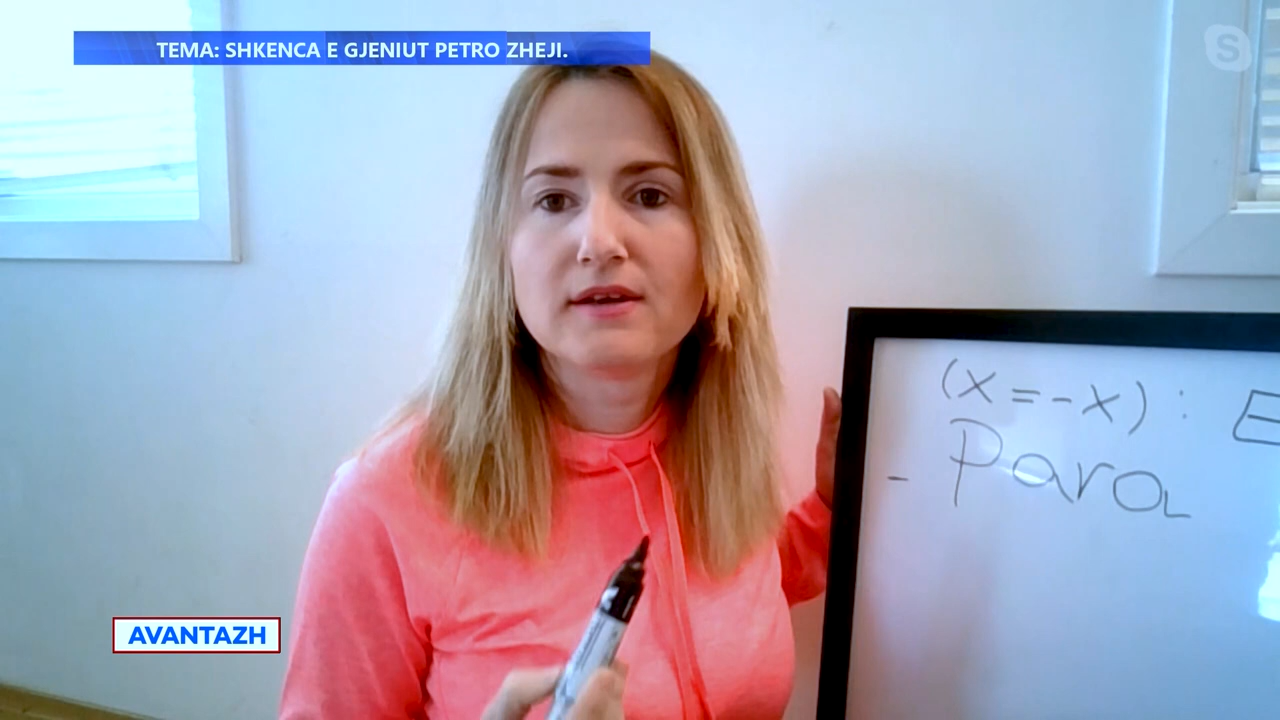 TEMA: SHKENCA E GJENIUT PETRO ZHEJI.
S
(x = -x) : E
- Para
AVANTAZH